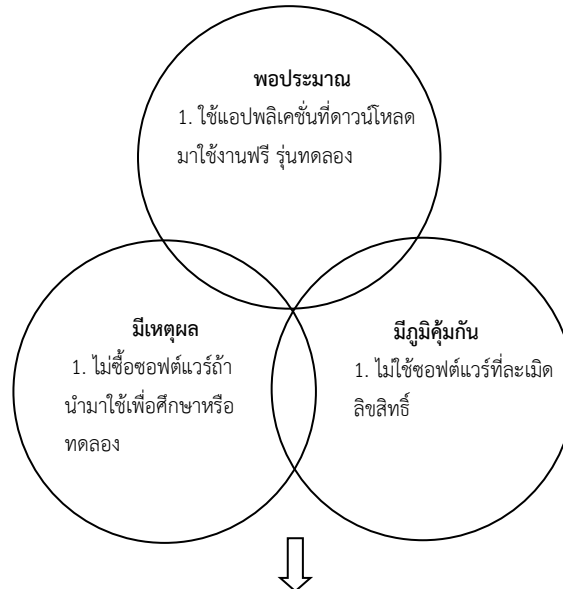 พอประมาณ
1. ใช้แอปพลิเคชั่นที่ดาวน์โหลด
มาใช้งานฟรี รุ่นทดลอง
มีเหตุผล
1. ไม่ซื้อซอฟต์แวร์ถ้า
นำมาใช้เพื่อศึกษาหรือ
ทดลอง
มีภูมิคุ้มกัน
1. ไม่ใช้ซอฟต์แวร์ที่ละเมิด
ลิขสิทธิ์